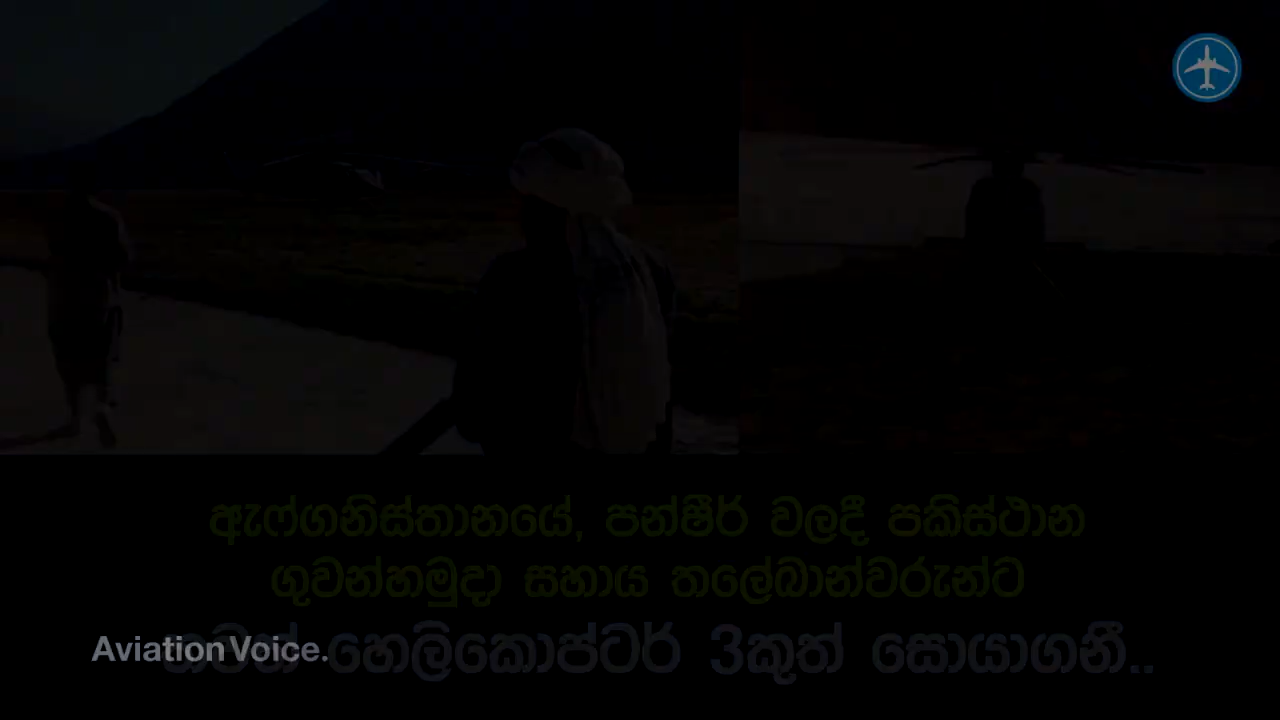 ඇෆ්ගනිස්තානයේ, පන්ෂීර් වලදී පකිස්ථාන
ගුවන්හමුදා සහාය තලේබාන්වරුන්ට
හෙලිකොප්ටර් 3කුත් සොයාගනී..
Aviation Voice.